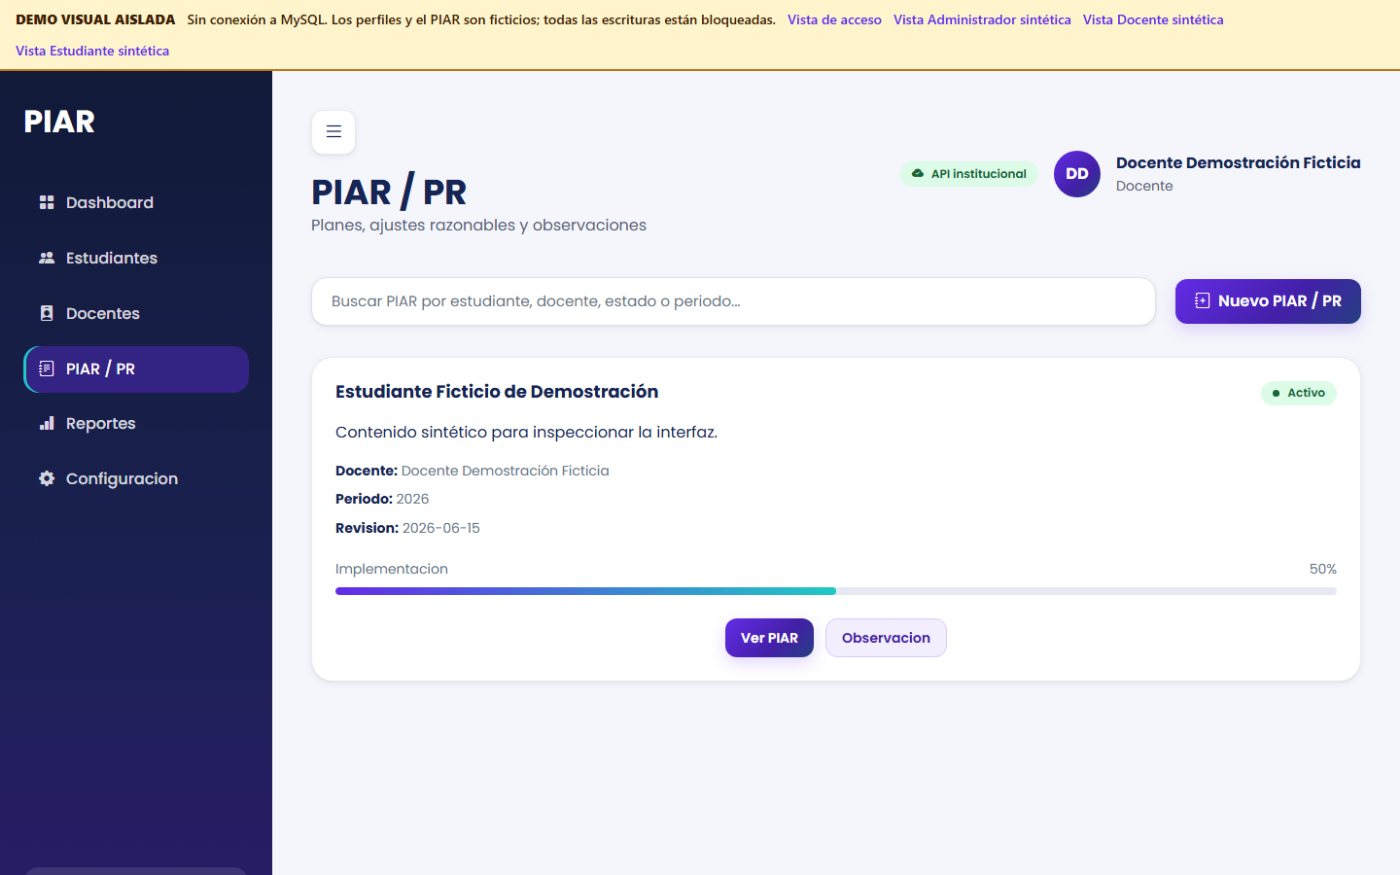 DEMO VISUAL AISLADA Sin conexión a MySQL. Los perfiles y el PIAR son ficticios; todas las escrituras están bloqueadas. Vista de acceso Vista Administrador sintética Vista Docente sintética
Vista Estudiante sintética
PIAR
Dashboard
Estudiantes
Docentes
PIAR / PR
Reportes
Configuracion
PIAR / PR
Planes, ajustes razonables y observaciones
API institucional
DD
Docente Demostración Ficticia
Docente
Buscar PIAR por estudiante, docente, estado o periodo...
Nuevo PIAR / PR
Estudiante Ficticio de Demostración
Activo
Contenido sintético para inspeccionar la interfaz.
Docente: Docente Demostración Ficticia
Periodo: 2026
Revision: 2026-06-15
Implementacion 50%
Ver PIAR
Observacion